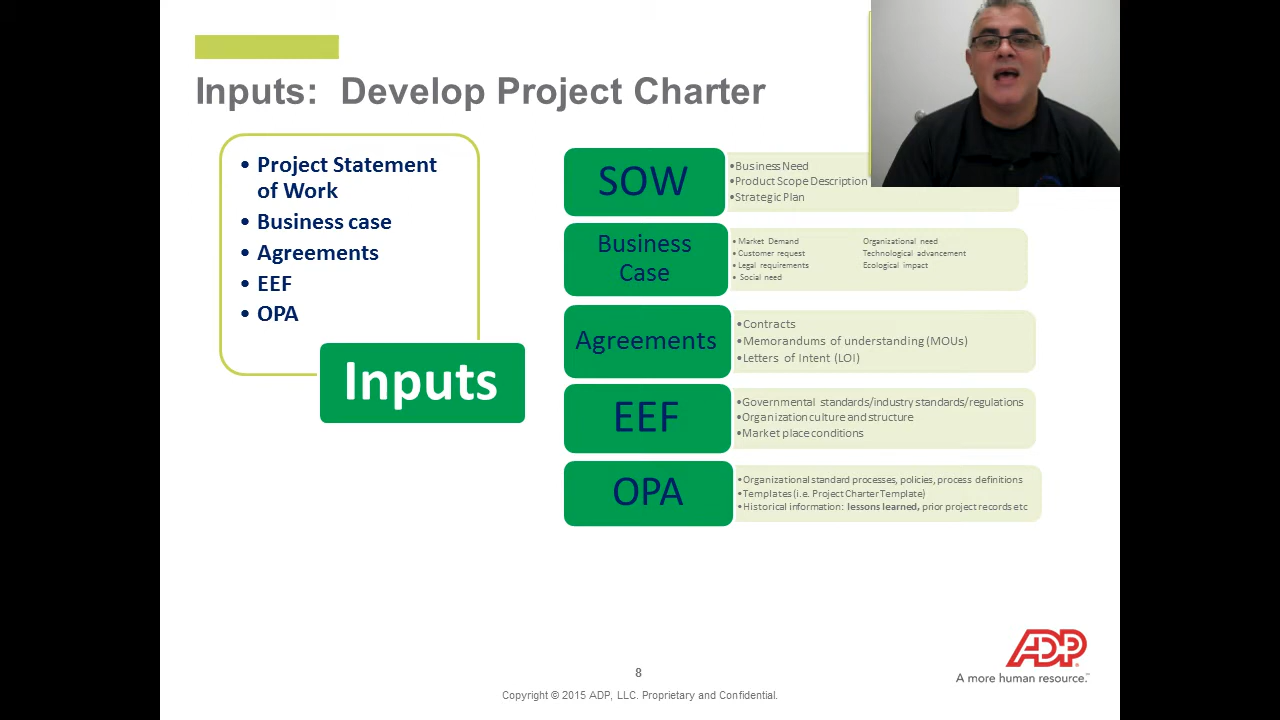 Inputs:  Develop Project Charter
• Project Statement
of Work
• Business case
• Agreements
• EEF
• OPA
Inputs
SOW
•Business Need
•Product Scope Description
•Strategic Plan
Business
Case
• Market Demand
• Customer request
• Legal requirements
• Social need
Organizational need
Technological advancement
Ecological impact
Agreements
•Contracts
•Memorandums of understanding (MOUs)
•Letters of Intent (LOI)
EEF
•Governmental standards/industry standards/regulations
•Organization culture and structure
•Market place conditions
OPA
•Organizational standard processes, policies, process definitions
•Templates (i.e. Project Charter Template)
•Historical information: lessons learned, prior project records etc
ADP
A more human resource.™
8
Copyright © 2015 ADP, LLC. Proprietary and Confidential.